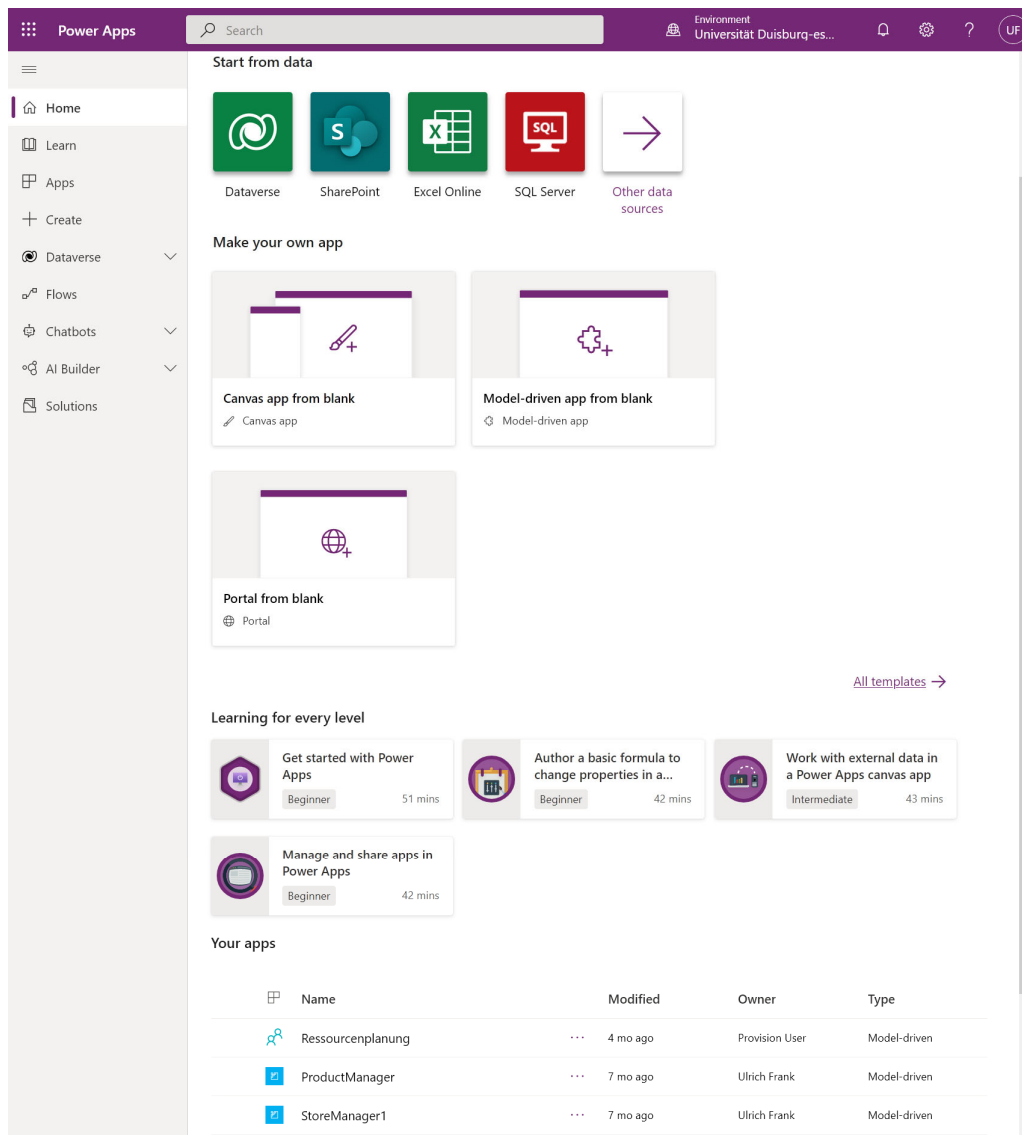 Power Apps
Search
Environment
Universität Duisburg-es...
UF
Home
Learn
Apps
Create
Dataverse
Flows
Chatbots
AI Builder
Solutions
Start from data
S
X
SQL
Dataverse
SharePoint
Excel Online
SQL Server
Other data
sources
Make your own app
Canvas app from blank
Canvas app
Model-driven app from blank
Model-driven app
Portal from blank
Portal
All templates
Learning for every level
Get started with Power
Apps
Beginner 51 mins
Author a basic formula to
change properties in a...
Beginner 42 mins
Work with external data in
a Power Apps canvas app
Intermediate 43 mins
Manage and share apps in
Power Apps
Beginner 42 mins
Your apps
Name Modified Owner Type
Ressourcenplanung ... 4 mo ago Provision User Model-driven
ProductManager ... 7 mo ago Ulrich Frank Model-driven
StoreManager1 ... 7 mo ago Ulrich Frank Model-driven